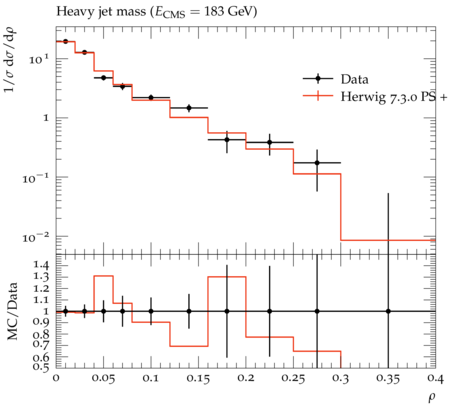 Heavy jet mass (E_CMS = 183 GeV)
1/σ dσ/dρ
10^1
1
10^−1
10^−2
Data
Herwig 7.3.0 PS +
MC/Data
1.4
1.3
1.2
1.1
1
0.9
0.8
0.7
0.6
0.5
0 0.05 0.1 0.15 0.2 0.25 0.3 0.35 0.4
ρ